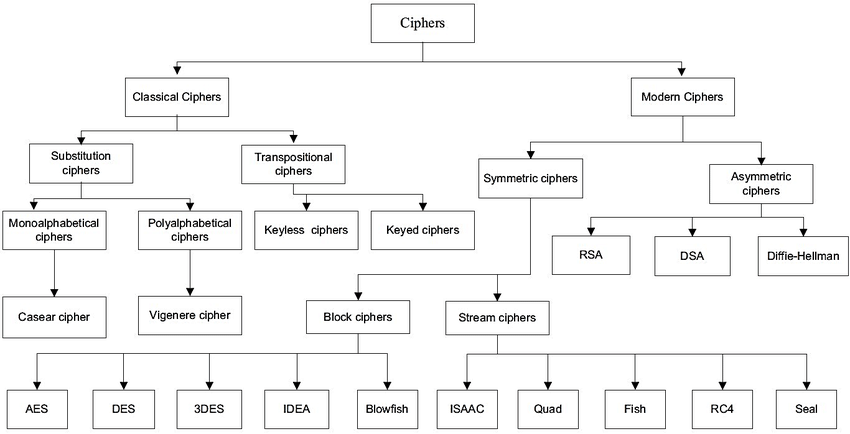 Ciphers
Classical Ciphers
Modern Ciphers
Substitution
ciphers
Transpositional
ciphers
Symmetric ciphers
Asymmetric
ciphers
Monoalphabetical
ciphers
Polyalphabetical
ciphers
Keyless ciphers
Keyed ciphers
RSA
DSA
Diffie-Hellman
Casear cipher
Vigenere cipher
Block ciphers
Stream ciphers
AES
DES
3DES
IDEA
Blowfish
ISAAC
Quad
Fish
RC4
Seal